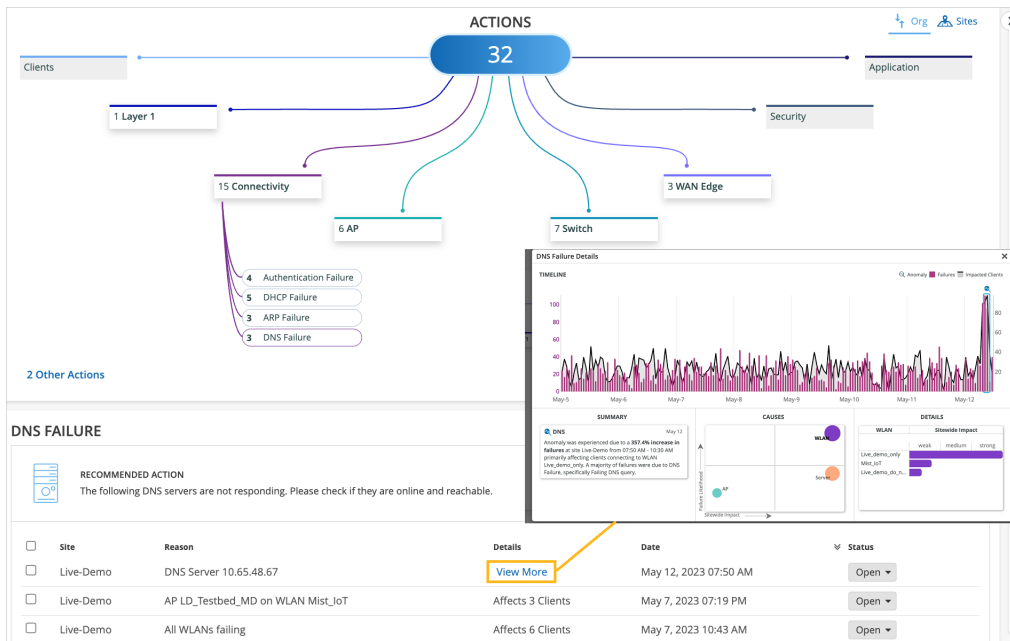 ACTIONS
Org
Sites
32
Clients
Application
1 Layer 1
Security
15 Connectivity
3 WAN Edge
6 AP
7 Switch
4 Authentication Failure
5 DHCP Failure
3 ARP Failure
3 DNS Failure
2 Other Actions
DNS Failure Details
TIMELINE
Anomaly Failures Impacted Clients
100
80
60
40
20
0
80
60
40
20
May-5 May-6 May-7 May-8 May-9 May-10 May-11 May-12
SUMMARY
DNS May 12
Anomaly was experienced due to a 357.4% increase in
failures at site Live-Demo from 07:50 AM - 10:30 AM
primarily affecting clients connecting to WLAN
Live_demo_only. A majority of failures were due to DNS
Failure, specifically Failing DNS query.
CAUSES
Failure Likelihood
WLAN
Server
AP
Sitewide Impact
DETAILS
WLAN Sitewide Impact
weak medium strong
Live_demo_only
Mist_IoT
Live_demo_do_n...
DNS FAILURE
RECOMMENDED ACTION
The following DNS servers are not responding. Please check if they are online and reachable.
Site Reason Details Date Status
Live-Demo DNS Server 10.65.48.67 View More May 12, 2023 07:50 AM Open
Live-Demo AP LD_Testbed_MD on WLAN Mist_IoT Affects 3 Clients May 7, 2023 07:19 PM Open
Live-Demo All WLANs failing Affects 6 Clients May 7, 2023 10:43 AM Open